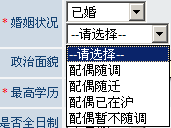 * 婚姻状况 已婚
--请选择--
政治面貌 --请选择--
配偶随调
* 最高学历 配偶随迁
配偶已在沪
是否全日制 配偶暂不随调